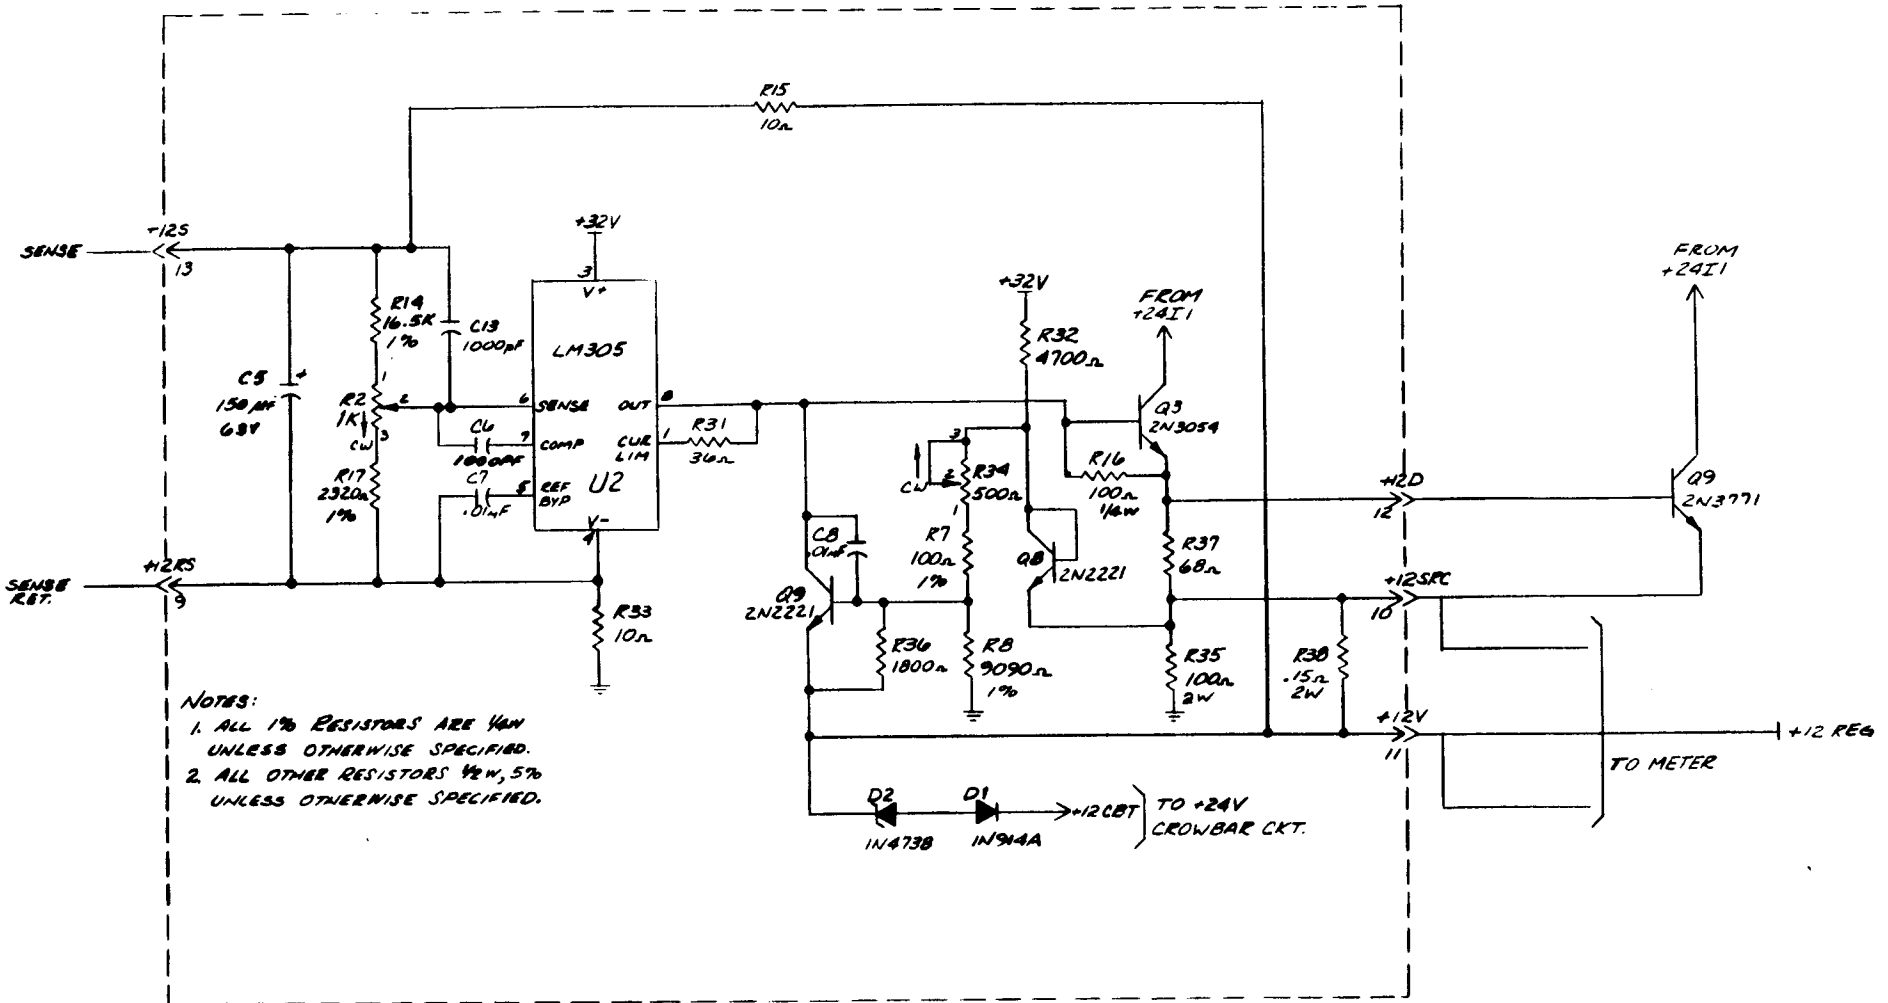 R15
10Ω
+12S
SENSE
13
+32V
3
V+
R14
16.5K
1%
C13
1000pF
LM305
C5
+
150 µF
1
R2
1K
2
3
CW
6
SENSE
OUT
8
C6
1000PF
7
COMP
CUR
LIM
1
R31
36Ω
R17
2320Ω
1%
C7
.01µF
5
REF
BYP
U2
V-
4
+12RS
SENSE
RET.
9
R33
10Ω
+32V
R32
4700Ω
FROM
+24I1
Q3
2N3054
3
2
CW
R34
500Ω
1
R16
100Ω
1/4W
C8
.01µF
R7
100Ω
1%
Q8
2N2221
R37
68Ω
Q9
2N2221
R36
1800Ω
R8
9090Ω
1%
R35
100Ω
2W
R38
.15Ω
2W
+12D
12
FROM
+24I1
Q9
2N3771
+12SRC
10
+12V
11
+12 REG
TO METER
D2
1N4738
D1
1N914A
+12CBT
TO +24V
CROWBAR CKT.
NOTES:
1. ALL 1% RESISTORS ARE 1/4W
UNLESS OTHERWISE SPECIFIED.
2. ALL OTHER RESISTORS 1/2W, 5%
UNLESS OTHERWISE SPECIFIED.